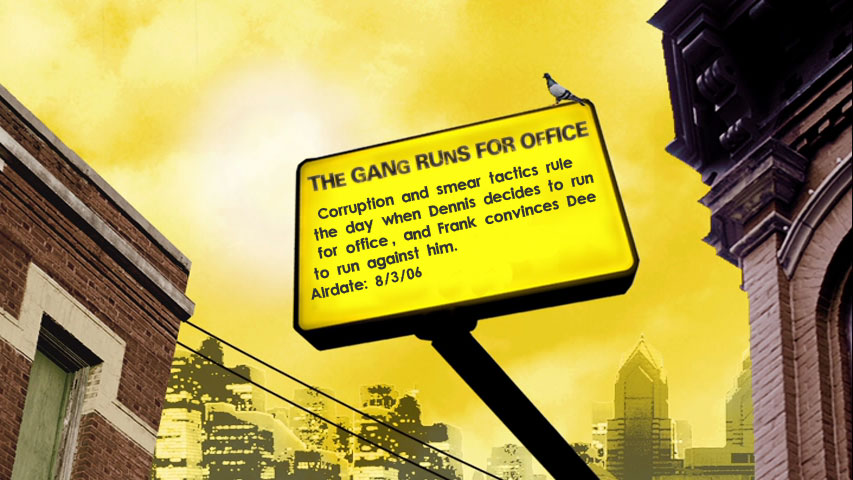 THE GANG RUNS FOR OFFICE
Corruption and smear tactics rule
the day when Dennis decides to run
for office, and Frank convinces Dee
to run against him.
Airdate: 8/3/06